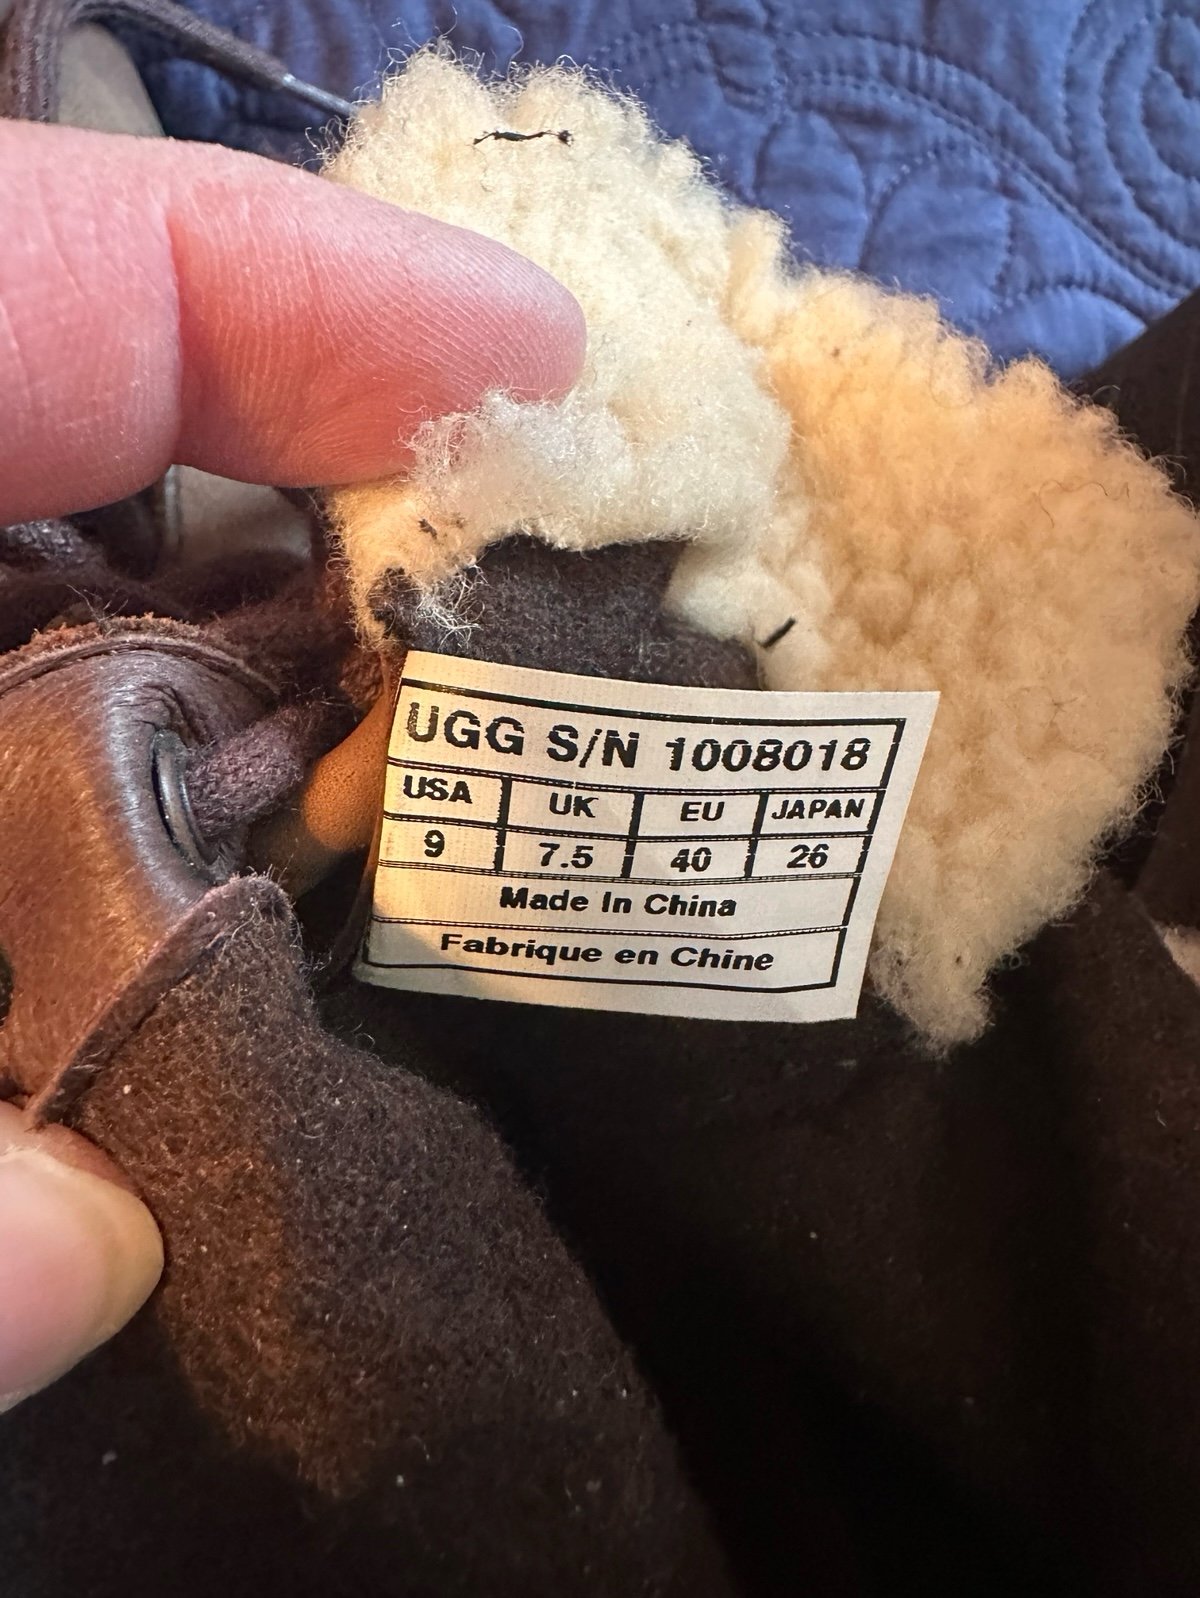 UGG S/N 1008018
USA UK EU JAPAN
9 7.5 40 26
Made In China
Fabrique en Chine